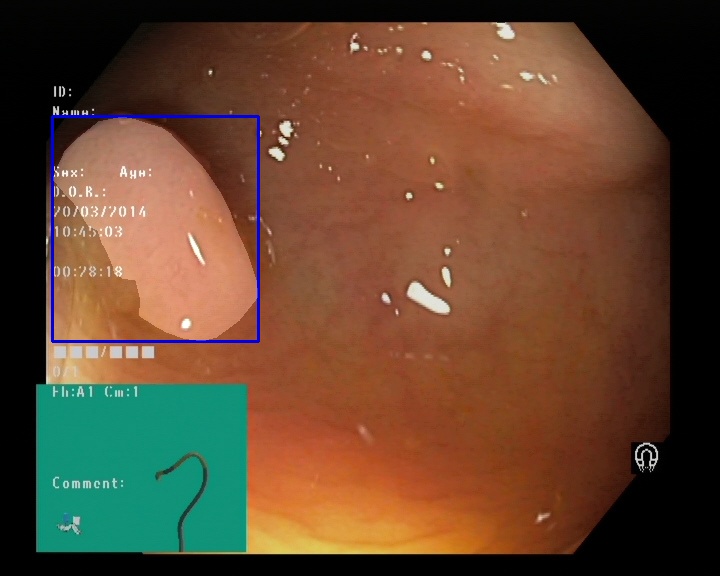 ID:
Name:
Sex: Age:
D.O.B.:
20/03/2014
10:45:03
00:28:18
■■■/■■■
0/1
Eh:A1 Cm:1
Comment: